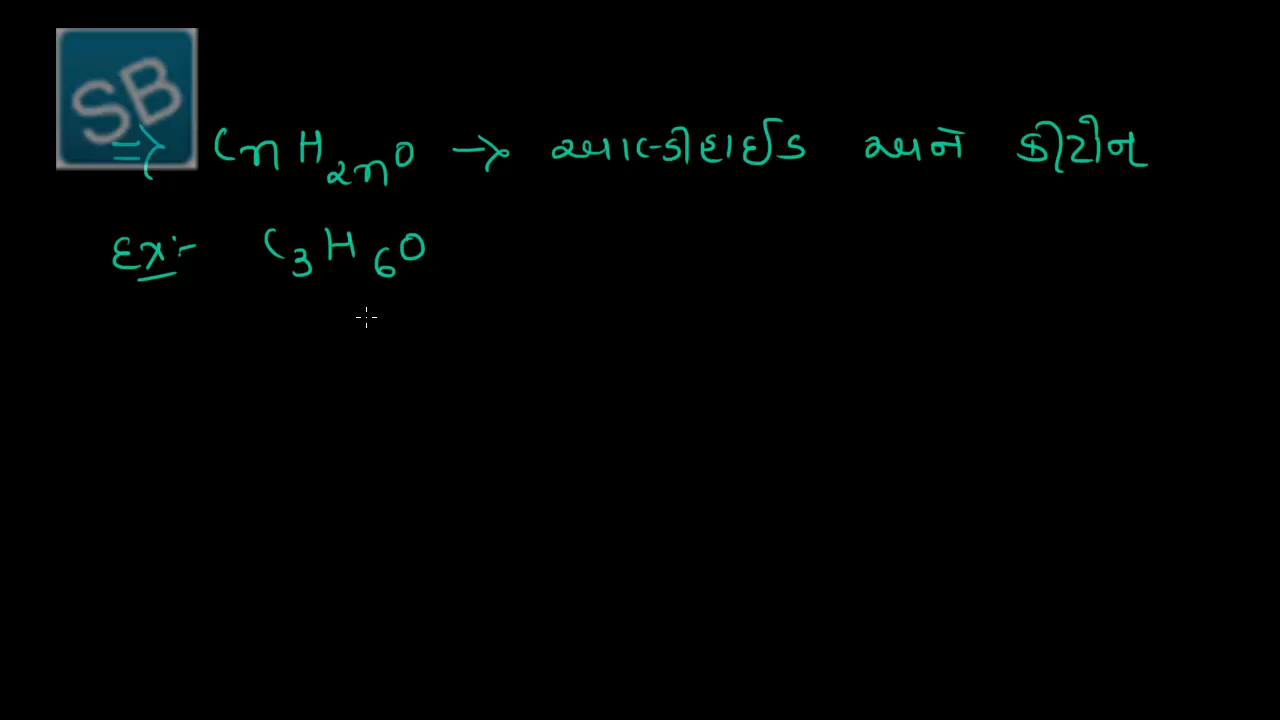 SB
⇒ CnH₂nO → આલ્ડીહાઈડ અને કીટોન
Ex:- C₃H₆O